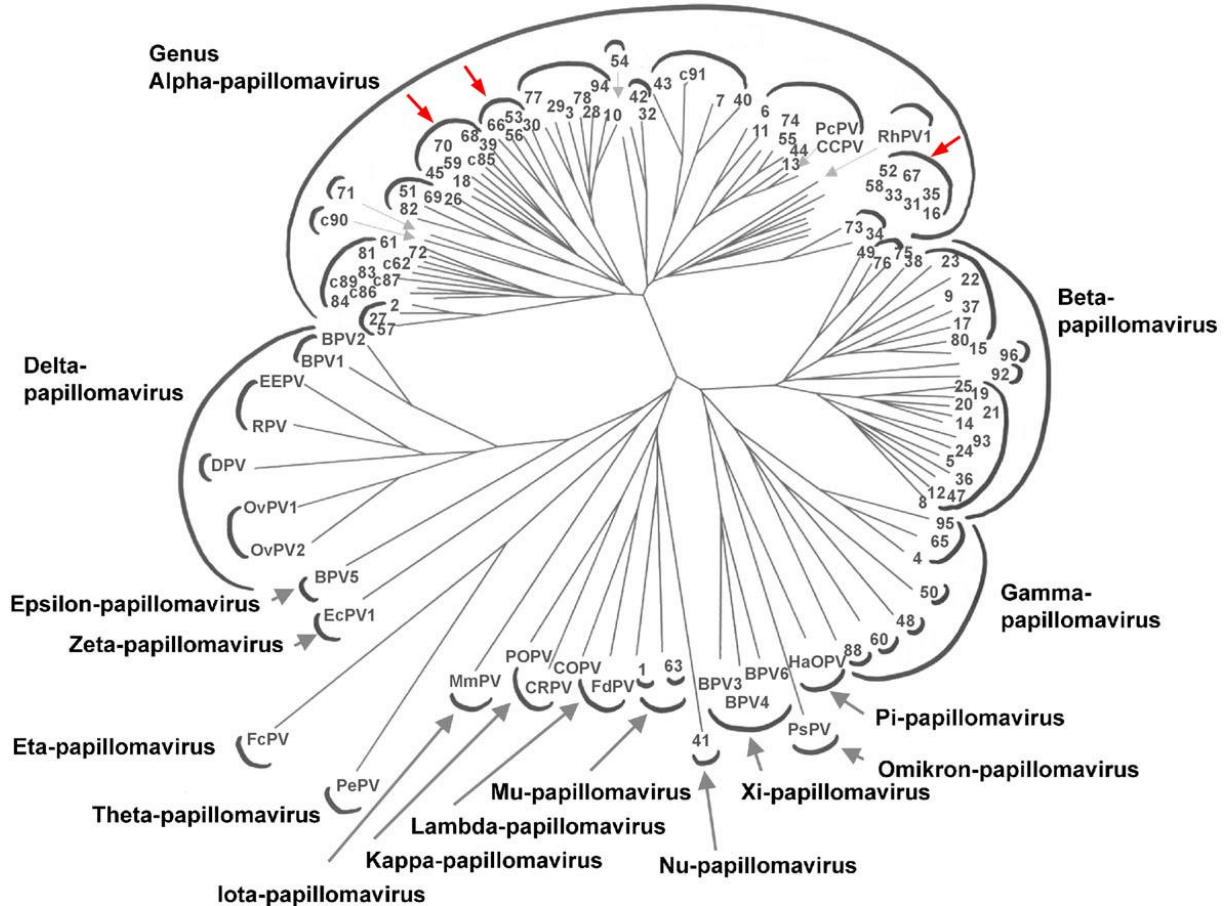 Genus
Alpha-papillomavirus
54
77
94
78
29
3
28
10
42
32
43
c91
7
40
6
11
74
55
44
13
PcPV
CCPV
RhPV1
52
67
58
33
35
31
16
73
34
70
68
66
53
56
30
39
c85
59
45
18
51
69
26
82
71
c90
61
81
72
c62
83
c89
c87
c86
84
2
27
57
Delta-
papillomavirus
BPV2
BPV1
EEPV
RPV
DPV
OvPV1
OvPV2
Beta-
papillomavirus
49
75
76
38
23
22
9
37
17
80
15
96
92
25
19
20
21
14
93
24
5
36
12
47
8
Gamma-
papillomavirus
95
65
4
50
48
60
88
Epsilon-papillomavirus
BPV5
Zeta-papillomavirus
EcPV1
Eta-papillomavirus
FcPV
Theta-papillomavirus
PePV
Iota-papillomavirus
MmPV
Kappa-papillomavirus
POPV
CRPV
Lambda-papillomavirus
COPV
FdPV
Mu-papillomavirus
1
63
Nu-papillomavirus
41
Xi-papillomavirus
BPV3
BPV4
BPV6
Omikron-papillomavirus
PsPV
Pi-papillomavirus
HaOPV